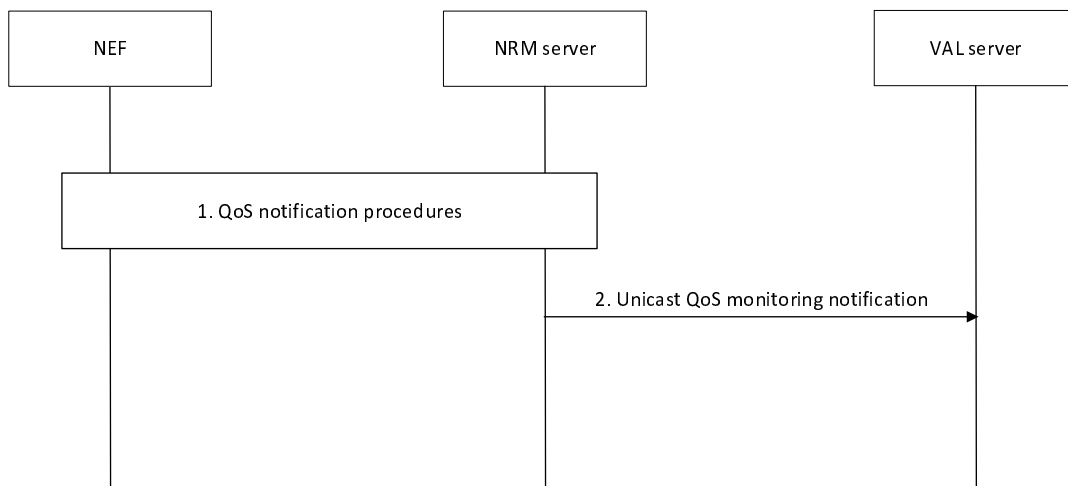 NEF
NRM server
VAL server
1. QoS notification procedures
2. Unicast QoS monitoring notification